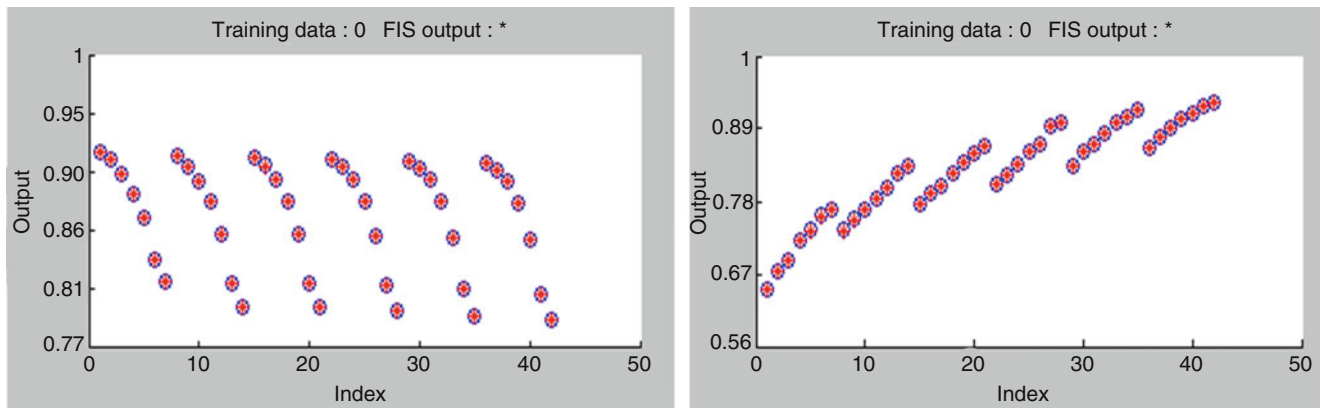 Training data : 0 FIS output : *
1
0.95
0.90
0.86
0.81
0.77
Output
0 10 20 30 40 50
Index
Training data : 0 FIS output : *
1
0.89
0.78
0.67
0.56
Output
0 10 20 30 40 50
Index